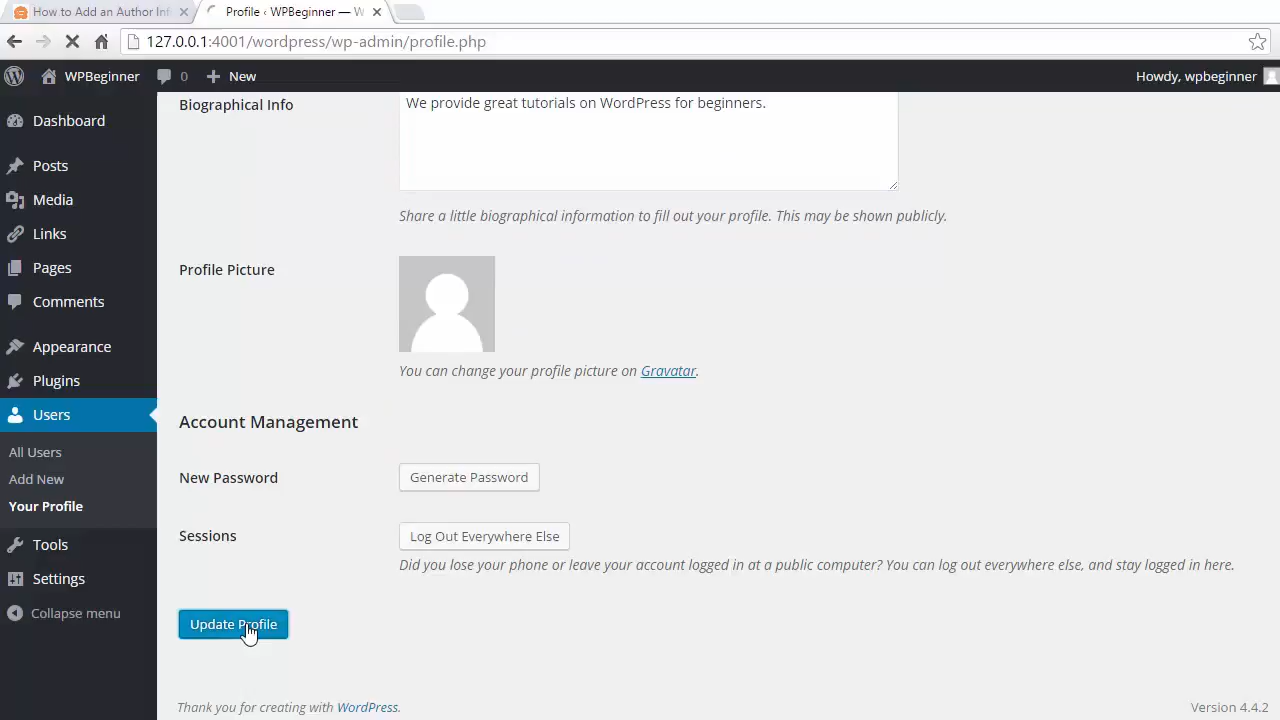 How to Add an Author Inf
Profile ‹ WPBeginner — W
127.0.0.1:4001/wordpress/wp-admin/profile.php
WPBeginner 0 New Howdy, wpbeginner
Dashboard
Posts
Media
Links
Pages
Comments
Appearance
Plugins
Users
All Users
Add New
Your Profile
Tools
Settings
Collapse menu
Biographical Info
We provide great tutorials on WordPress for beginners.
Share a little biographical information to fill out your profile. This may be shown publicly.
Profile Picture
You can change your profile picture on Gravatar.
Account Management
New Password
Generate Password
Sessions
Log Out Everywhere Else
Did you lose your phone or leave your account logged in at a public computer? You can log out everywhere else, and stay logged in here.
Update Profile
Thank you for creating with WordPress.
Version 4.4.2